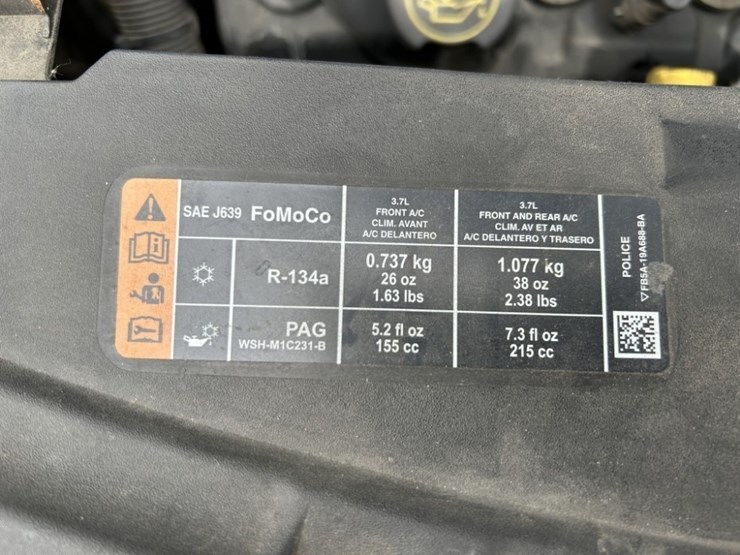 SAE J639 FoMoCo
3.7L
FRONT A/C
CLIM. AVANT
A/C DELANTERO
3.7L
FRONT AND REAR A/C
CLIM. AV ET AR
A/C DELANTERO Y TRASERO
R-134a
0.737 kg
26 oz
1.63 lbs
1.077 kg
38 oz
2.38 lbs
PAG
WSH-M1C231-B
5.2 fl oz
155 cc
7.3 fl oz
215 cc
POLICE
▽FB5A-19A688-BA